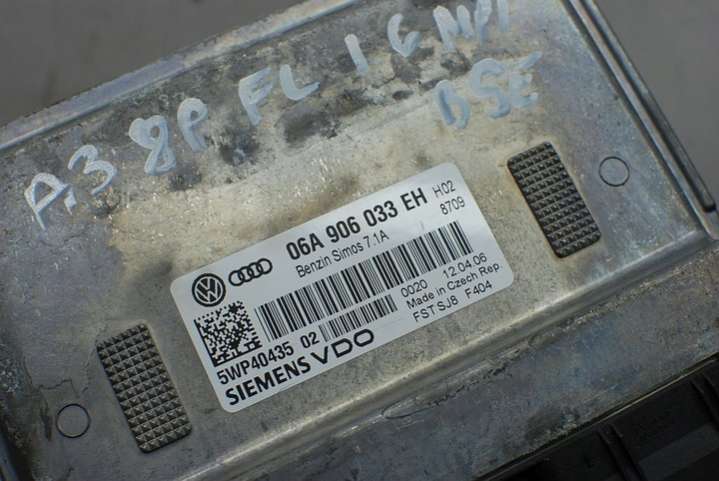 A3 8P FL 1 6 MPI
BSE
06A 906 033 EH H02
Benzin Simos 7.1A 8709
0020 12.04.06
Made in Czech Rep
FST SJ8 F404
5WP40435 02
SIEMENS VDO